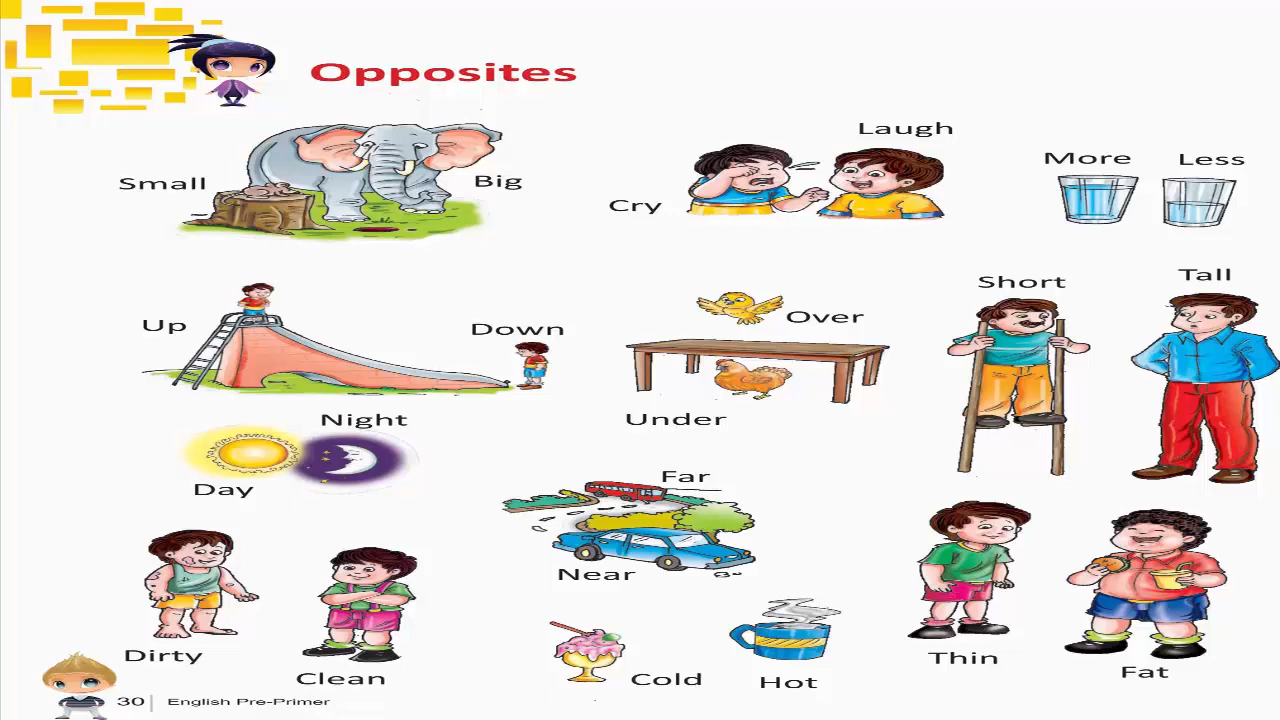 Opposites
Small
Big
Cry
Laugh
More
Less
Up
Down
Over
Under
Short
Tall
Night
Day
Far
Near
Dirty
Clean
Cold
Hot
Thin
Fat
30 | English Pre-Primer